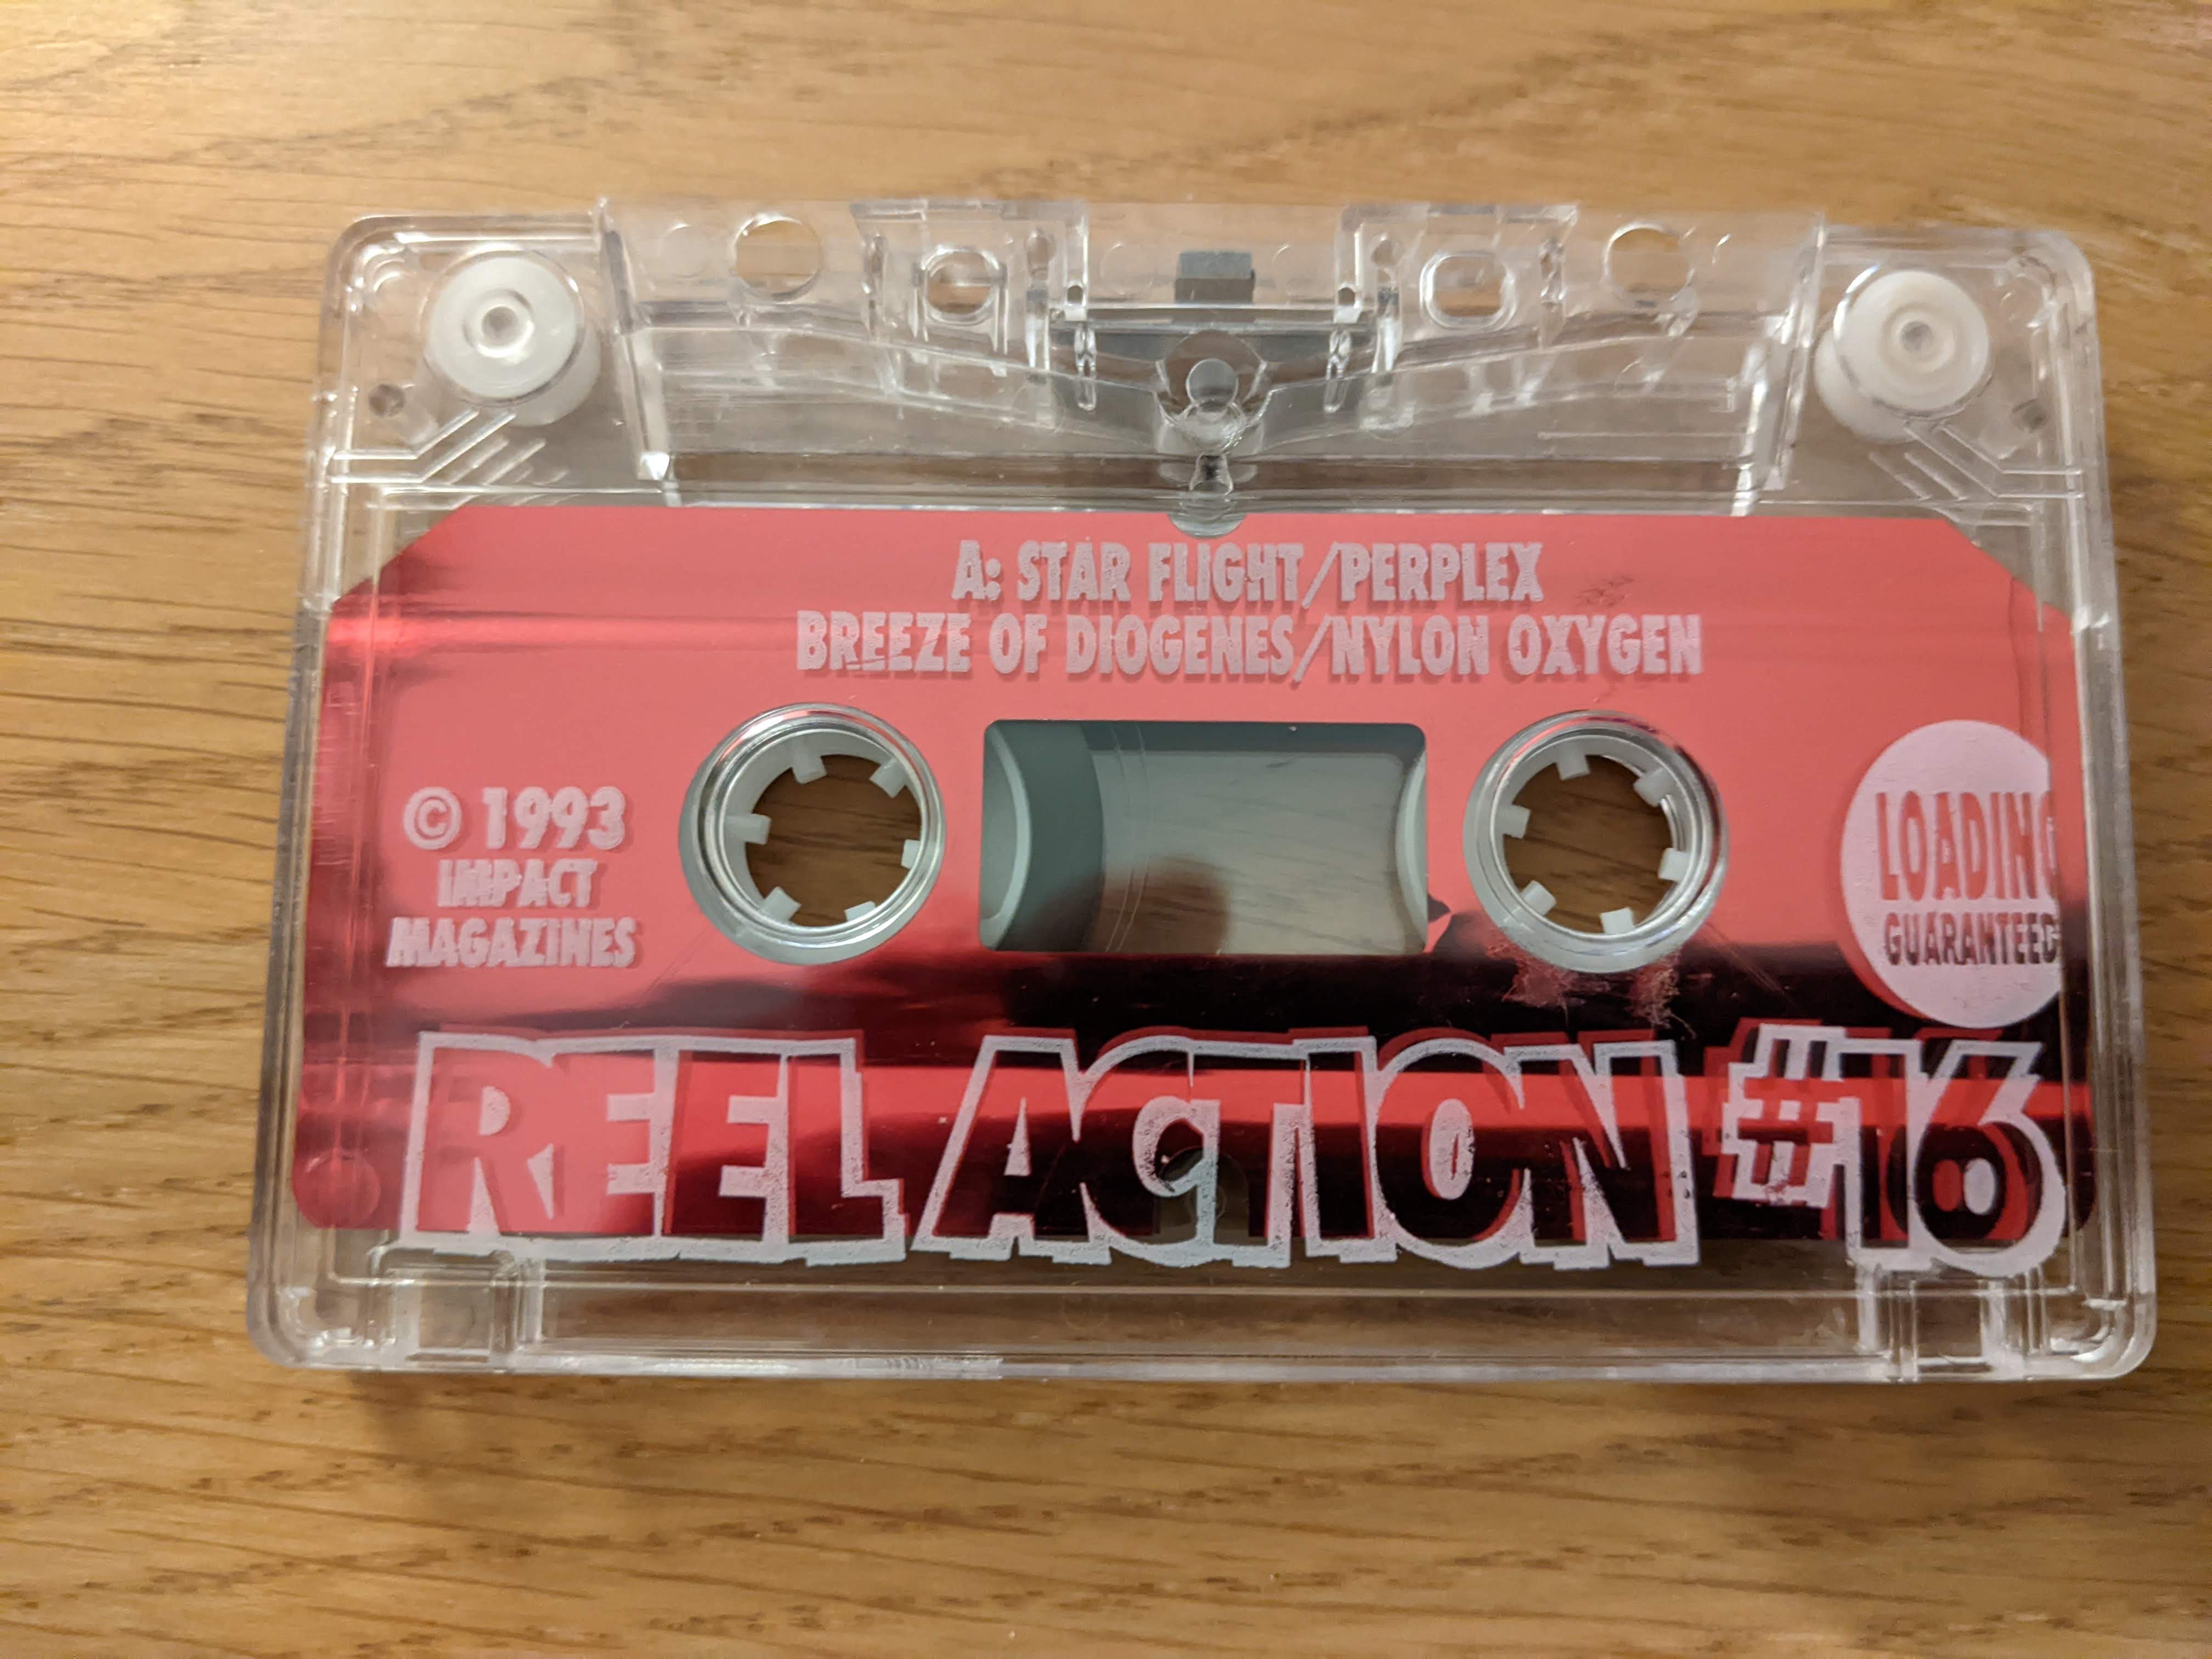 A: STAR FLIGHT/PERPLEX
BREEZE OF DIOGENES/NYLON OXYGEN
© 1993
IMPACT
MAGAZINES
LOADING
GUARANTEED
REEL ACTION #16